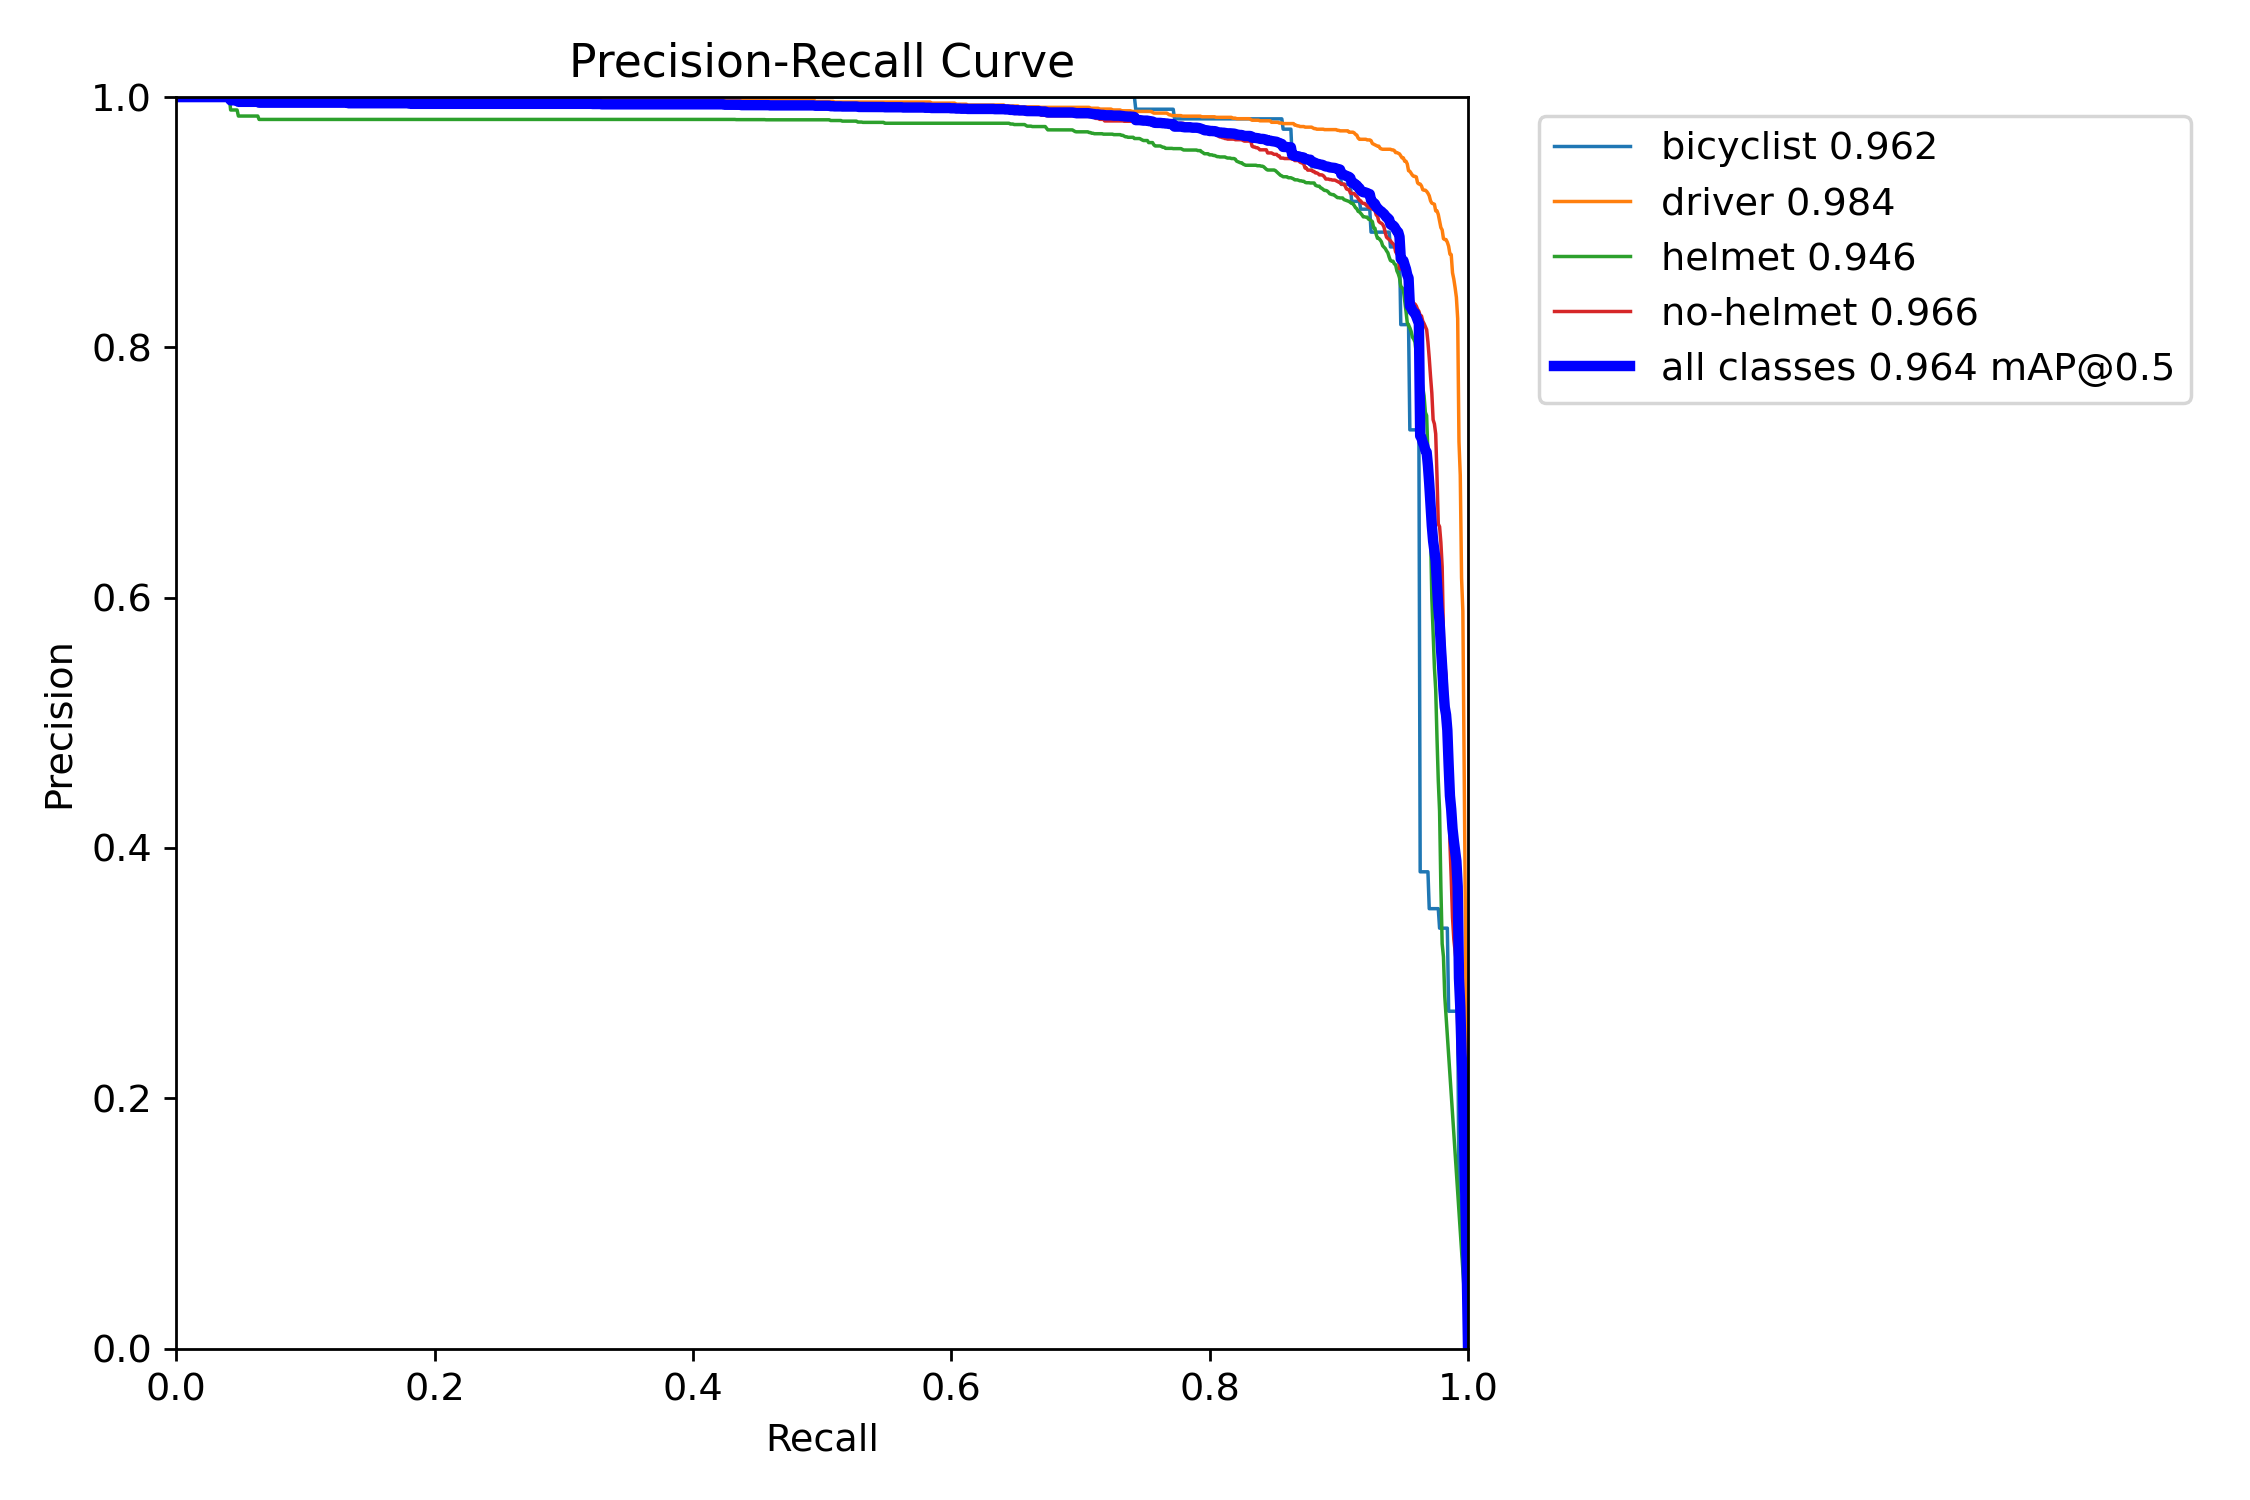 Precision-Recall Curve
1.0
0.8
0.6
0.4
0.2
0.0
Precision
0.0 0.2 0.4 0.6 0.8 1.0
Recall
bicyclist 0.962
driver 0.984
helmet 0.946
no-helmet 0.966
all classes 0.964 mAP@0.5